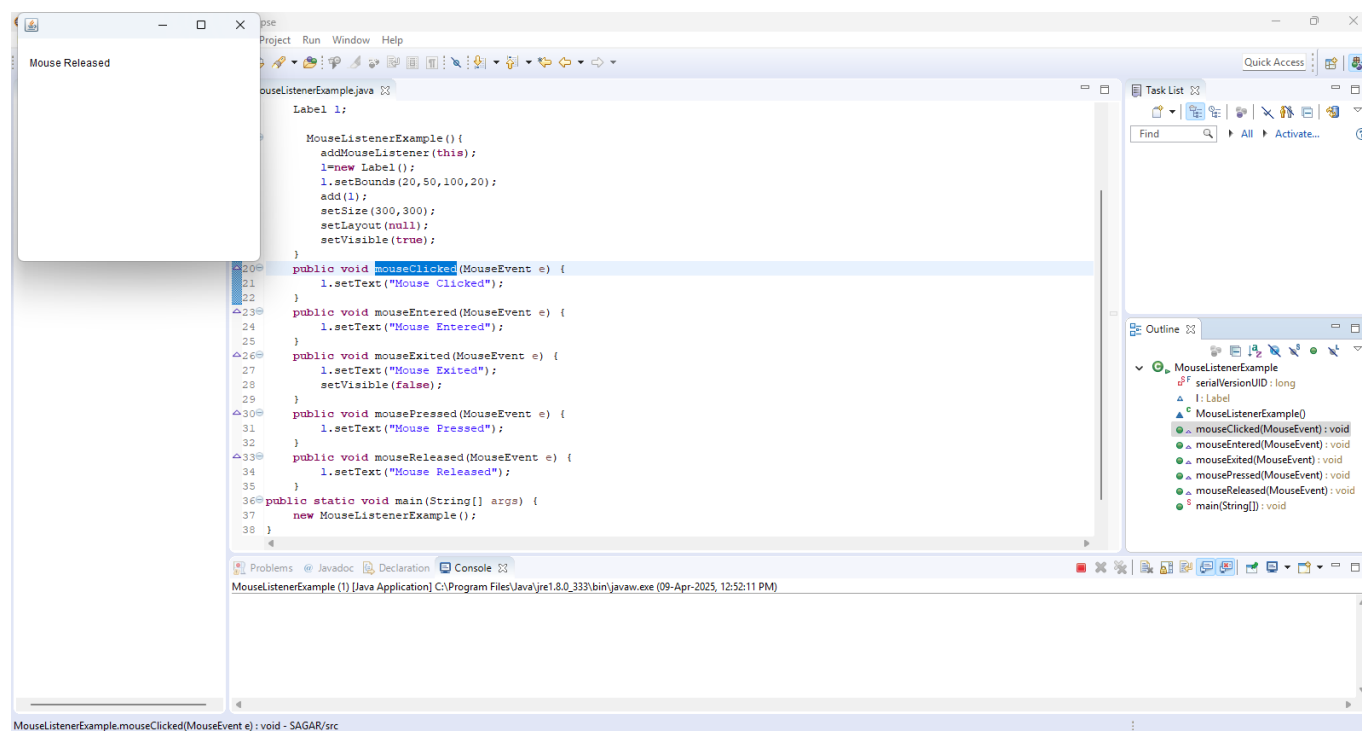 pse
Project Run Window Help
Mouse Released
Quick Access
ouseListenerExample.java
Label l;
MouseListenerExample(){
addMouseListener(this);
l=new Label();
l.setBounds(20,50,100,20);
add(l);
setSize(300,300);
setLayout(null);
setVisible(true);
}
20 public void mouseClicked(MouseEvent e) {
21 l.setText("Mouse Clicked");
22 }
23 public void mouseEntered(MouseEvent e) {
24 l.setText("Mouse Entered");
25 }
26 public void mouseExited(MouseEvent e) {
27 l.setText("Mouse Exited");
28 setVisible(false);
29 }
30 public void mousePressed(MouseEvent e) {
31 l.setText("Mouse Pressed");
32 }
33 public void mouseReleased(MouseEvent e) {
34 l.setText("Mouse Released");
35 }
36 public static void main(String[] args) {
37 new MouseListenerExample();
38 }
Task List
Find All Activate...
Outline
MouseListenerExample
serialVersionUID : long
l : Label
MouseListenerExample()
mouseClicked(MouseEvent) : void
mouseEntered(MouseEvent) : void
mouseExited(MouseEvent) : void
mousePressed(MouseEvent) : void
mouseReleased(MouseEvent) : void
main(String[]) : void
Problems Javadoc Declaration Console
MouseListenerExample (1) [Java Application] C:\Program Files\Java\jre1.8.0_333\bin\javaw.exe (09-Apr-2025, 12:52:11 PM)
MouseListenerExample.mouseClicked(MouseEvent e) : void - SAGAR/src